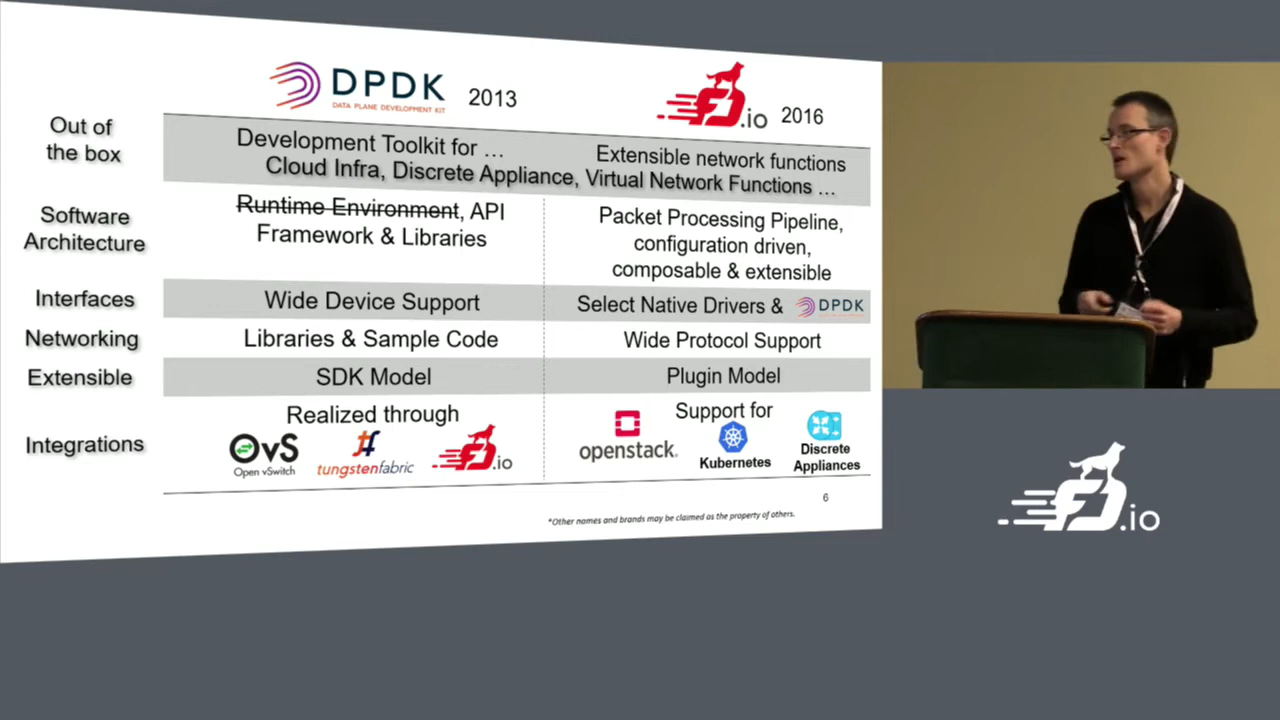 DPDK
DATA PLANE DEVELOPMENT KIT
2013
.io 2016
Out of
the box
Development Toolkit for ...
Extensible network functions
Cloud Infra, Discrete Appliance, Virtual Network Functions ...
Software
Architecture
Runtime Environment, API
Framework & Libraries
Packet Processing Pipeline,
configuration driven,
composable & extensible
Interfaces
Wide Device Support
Select Native Drivers & DPDK
Networking
Libraries & Sample Code
Wide Protocol Support
Extensible
SDK Model
Plugin Model
Integrations
Realized through
OvS
Open vSwitch
tf
tungstenfabric
FD.io
Support for
openstack.
Kubernetes
Discrete
Appliances
6
*Other names and brands may be claimed as the property of others.
FD.io